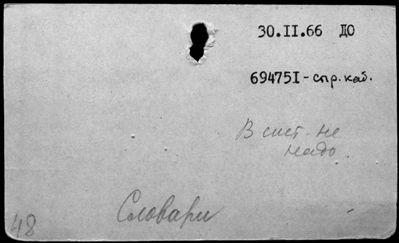 30.II.66 ДО
69475I-спр.каб.
В сист. не
надо.
Словари
48